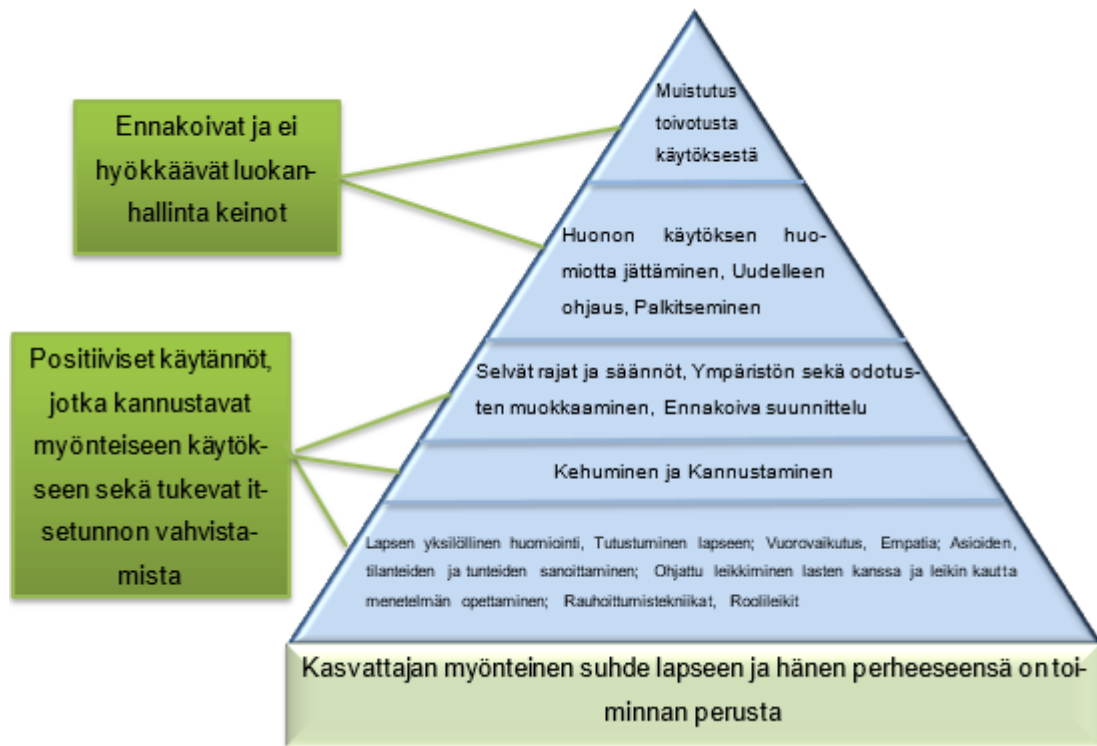 Muistutus
toivotusta
käytöksestä
Ennakoivat ja ei
hyökkäävät luokan-
hallinta keinot
Huonon käytöksen huo-
miotta jättäminen, Uudelleen
ohjaus, Palkitseminen
Positiiviset käytännöt,
jotka kannustavat
myönteiseen käytök-
seen sekä tukevat it-
setunnon vahvista-
mista
Selvät rajat ja säännöt, Ympäristön sekä odotus-
ten muokkaaminen, Ennakoiva suunnittelu
Kehuminen ja Kannustaminen
Lapsen yksilöllinen huomiointi, Tutustuminen lapseen; Vuorovaikutus, Empatia; Asioiden,
tilanteiden ja tunteiden sanoittaminen; Ohjattu leikkiminen lasten kanssa ja leikin kautta
menetelmän opettaminen; Rauhoittumistekniikat, Roolileikit
Kasvattajan myönteinen suhde lapseen ja hänen perheeseensä on toi-
minnan perusta